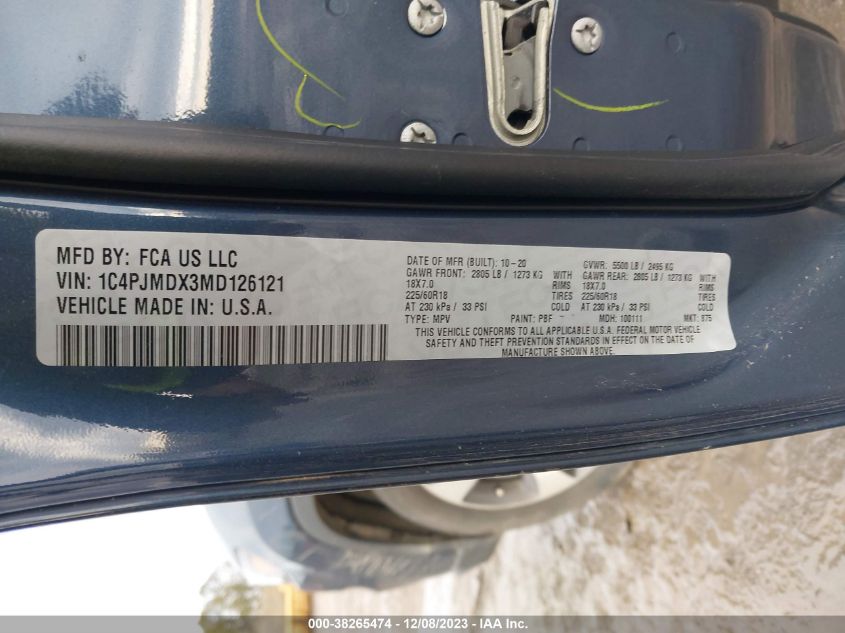 MFD BY: FCA US LLC
VIN: 1C4PJMDX3MD126121
VEHICLE MADE IN: U.S.A.
DATE OF MFR (BUILT): 10-20 GVWR: 5500 LB / 2495 KG
GAWR FRONT: 2805 LB / 1273 KG GAWR REAR: 2805 LB / 1273 KG
18X7.0 RIMS 18X7.0 RIMS
225/60R18 TIRES 225/60R18 TIRES
AT 230 kPa / 33 PSI COLD AT 230 kPa / 33 PSI COLD
TYPE: MPV PAINT: PBF - MDH: 100111 MKT: 875
THIS VEHICLE CONFORMS TO ALL APPLICABLE U.S.A. FEDERAL MOTOR VEHICLE
SAFETY AND THEFT PREVENTION STANDARDS IN EFFECT ON THE DATE OF
MANUFACTURE SHOWN ABOVE.
000-38265474 - 12/08/2023 - © IAA Inc.